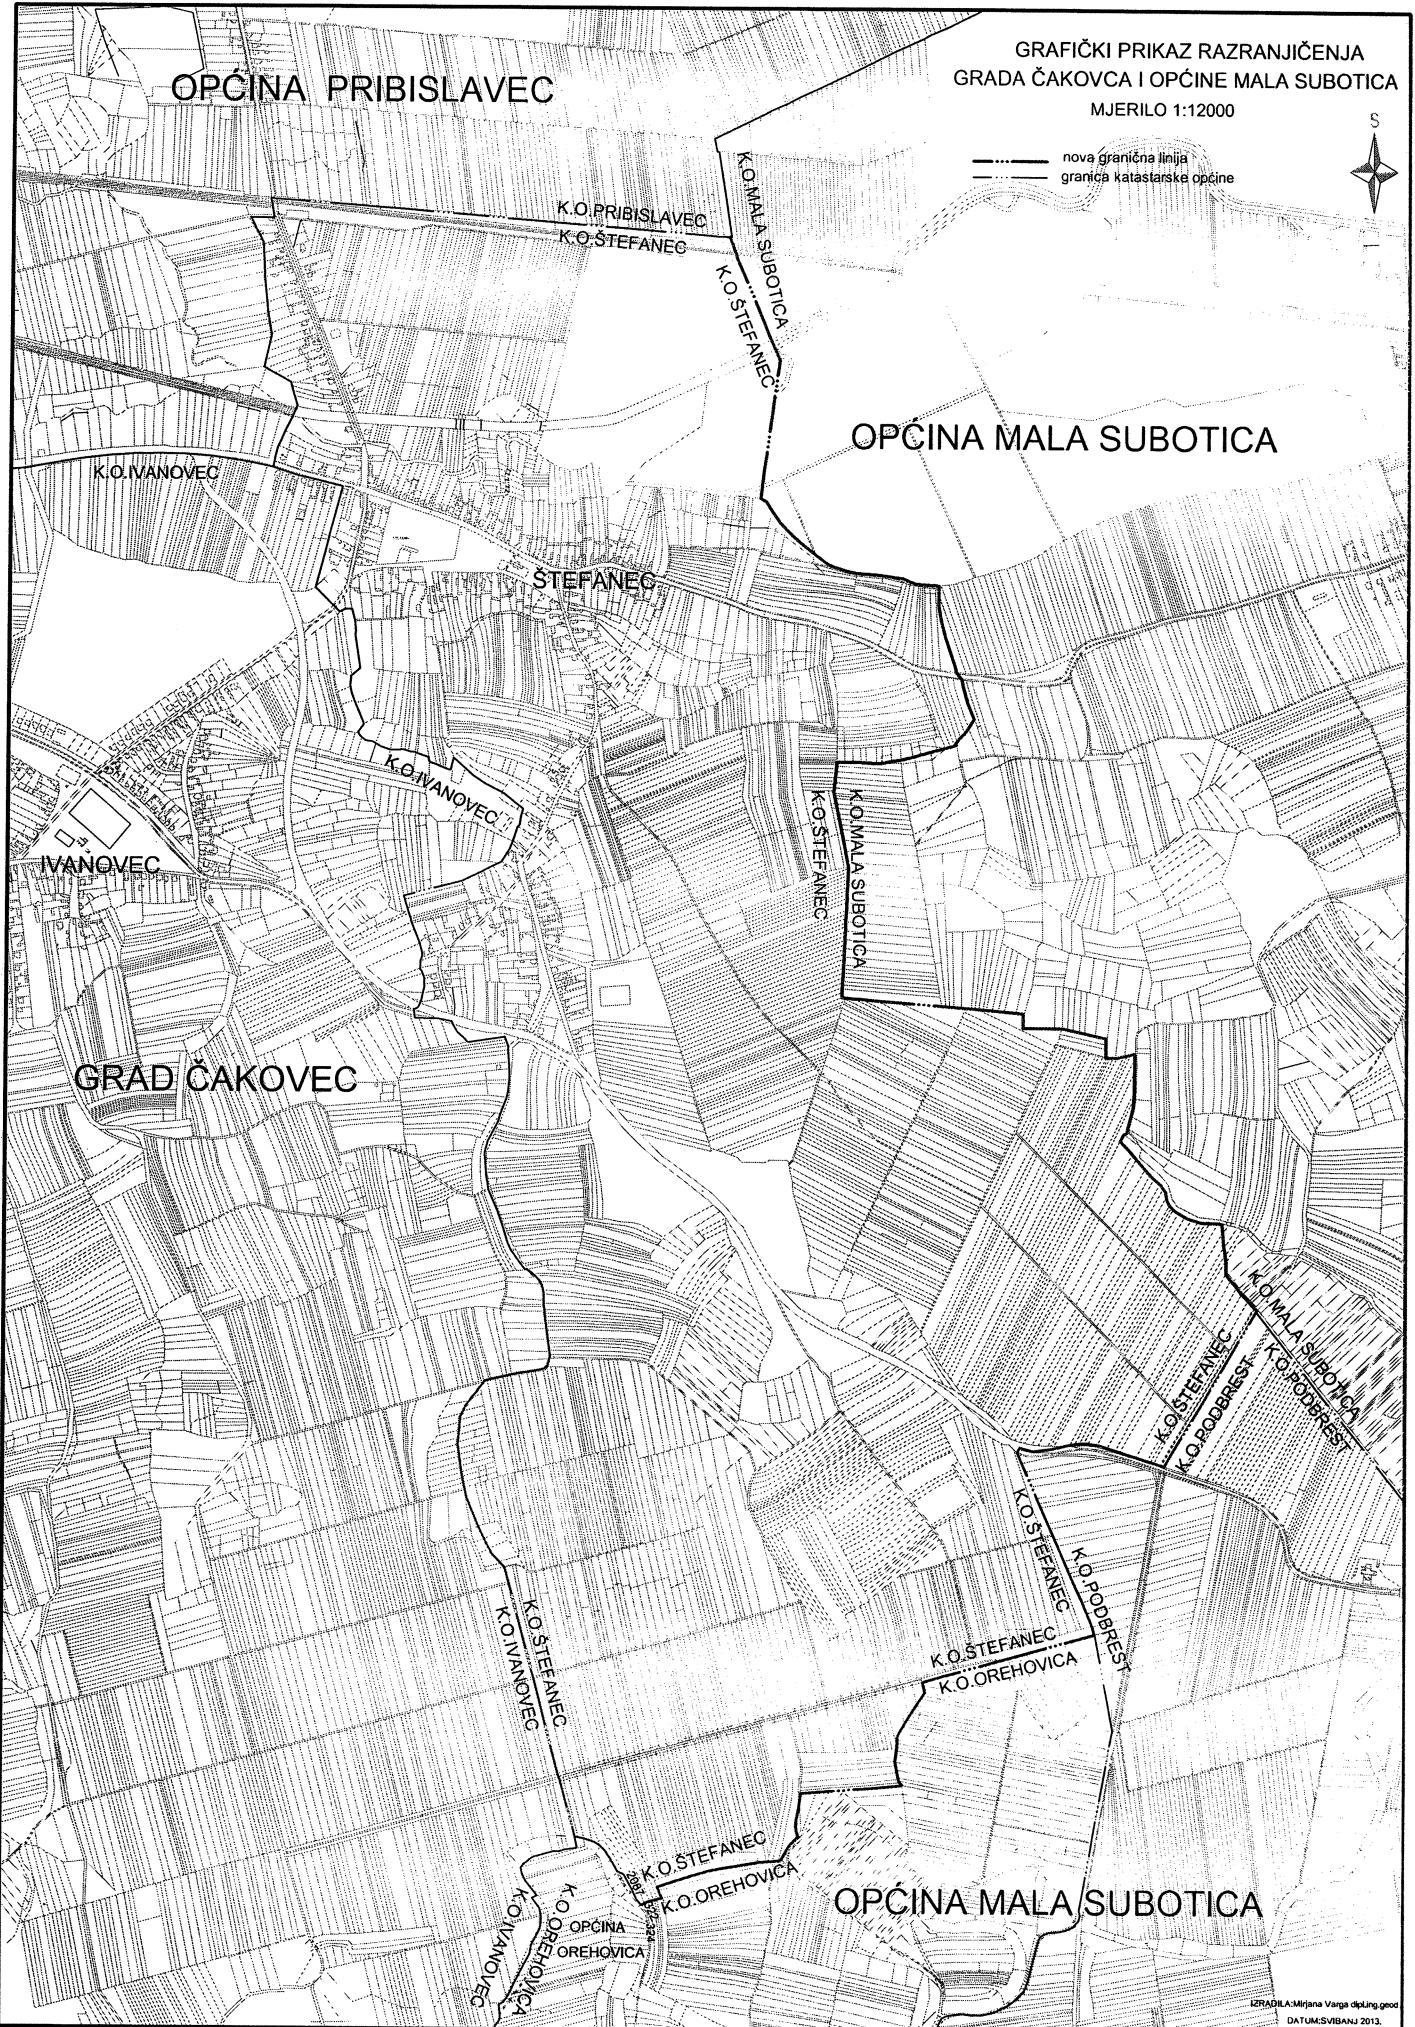 GRAFIČKI PRIKAZ RAZRANJIČENJA
GRADA ČAKOVCA I OPĆINE MALA SUBOTICA
MJERILO 1:12000
S
nova granična linija
granica katastarske općine
OPĆINA PRIBISLAVEC
K.O.PRIBISLAVEC
K.O.ŠTEFANEC
K.O.MALA SUBOTICA
K.O.ŠTEFANEC
OPĆINA MALA SUBOTICA
K.O.IVANOVEC
ŠTEFANEC
K.O.IVANOVEC
K.O.ŠTEFANEC
K.O.MALA SUBOTICA
IVANOVEC
GRAD ČAKOVEC
K.O.MALA SUBOTICA
K.O.PODBREST
K.O.ŠTEFANEC
K.O.PODBREST
K.O.ŠTEFANEC
K.O.PODBREST
K.O.ŠTEFANEC
K.O.IVANOVEC
K.O.ŠTEFANEC
K.O.OREHOVICA
K.O.ŠTEFANEC
K.O.OREHOVICA
OPĆINA MALA SUBOTICA
K.O.IVANOVEC
K.O.OREHOVICA
OPĆINA
OREHOVICA
IZRADILA:Mirjana Varga dipl.ing.geod
DATUM:SVIBANJ 2013.